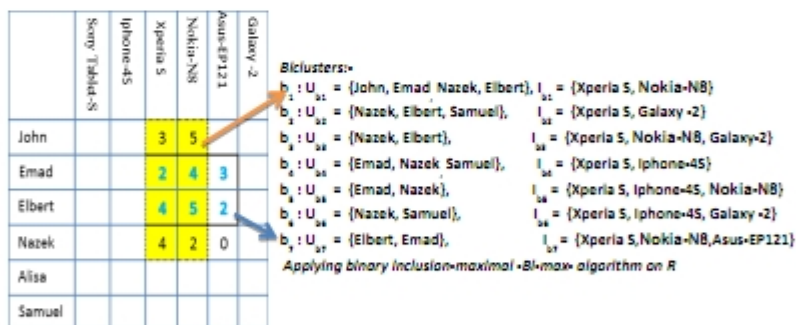 Sony Tablet-S
Iphone-4S
Xperia S
Nokia-N8
Asus-EP121
Galaxy -2
John 3 5
Emad 2 4 3
Elbert 4 5 2
Nazek 4 2 0
Alisa
Samuel
Biclusters:-
b1 : Ub1 = {John, Emad, Nazek, Elbert}, Ib1 = {Xperia S, Nokia-N8}
b2 : Ub2 = {Nazek, Elbert, Samuel}, Ib2 = {Xperia S, Galaxy -2}
b3 : Ub3 = {Nazek, Elbert}, Ib3 = {Xperia S, Nokia-N8, Galaxy-2}
b4 : Ub4 = {Emad, Nazek Samuel}, Ib4 = {Xperia S, Iphone-4S}
b5 : Ub5 = {Emad, Nazek}, Ib5 = {Xperia S, Iphone-4S, Nokia-N8}
b6 : Ub6 = {Nazek, Samuel}, Ib6 = {Xperia S, Iphone-4S, Galaxy -2}
b7 : Ub7 = {Elbert, Emad}, Ib7 = {Xperia S,Nokia-N8,Asus-EP121}
Applying binary inclusion-maximal -Bi-max- algorithm on R